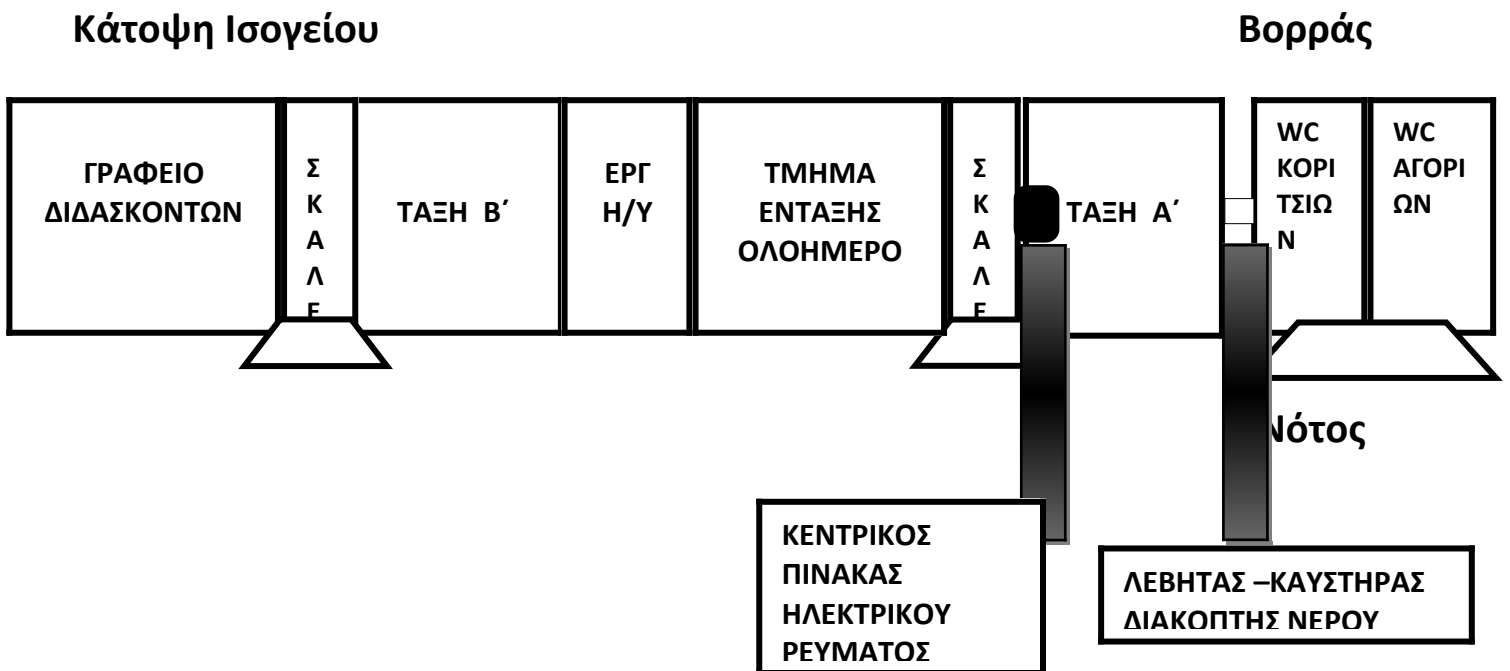 Κάτοψη Ισογείου
Βορράς
ΓΡΑΦΕΙΟ
ΔΙΔΑΣΚΟΝΤΩΝ
Σ
Κ
Α
Λ
Ε
ΤΑΞΗ Β΄
ΕΡΓ
Η/Υ
ΤΜΗΜΑ
ΕΝΤΑΞΗΣ
ΟΛΟΗΜΕΡΟ
Σ
Κ
Α
Λ
Ε
ΤΑΞΗ Α΄
WC
ΚΟΡΙ
ΤΣΙΩ
Ν
WC
ΑΓΟΡΙ
ΩΝ
Νότος
ΚΕΝΤΡΙΚΟΣ
ΠΙΝΑΚΑΣ
ΗΛΕΚΤΡΙΚΟΥ
ΡΕΥΜΑΤΟΣ
ΛΕΒΗΤΑΣ –ΚΑΥΣΤΗΡΑΣ
ΔΙΑΚΟΠΤΗΣ ΝΕΡΟΥ